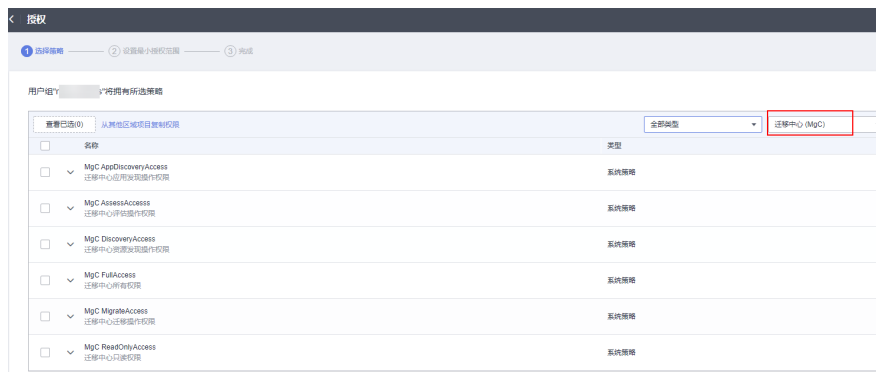 授权
1 选择策略 2 设置最小授权范围 3 完成
用户组"r s"将拥有所选策略
查看已选(0) 从其他区域项目复制权限 全部类型 迁移中心 (MgC)
名称 类型
MgC AppDiscoveryAccess 系统策略
迁移中心应用发现操作权限
MgC AssessAccesss 系统策略
迁移中心评估操作权限
MgC DiscoveryAccess 系统策略
迁移中心资源发现操作权限
MgC FullAccess 系统策略
迁移中心所有权限
MgC MigrateAccess 系统策略
迁移中心迁移操作权限
MgC ReadOnlyAccess 系统策略
迁移中心只读权限